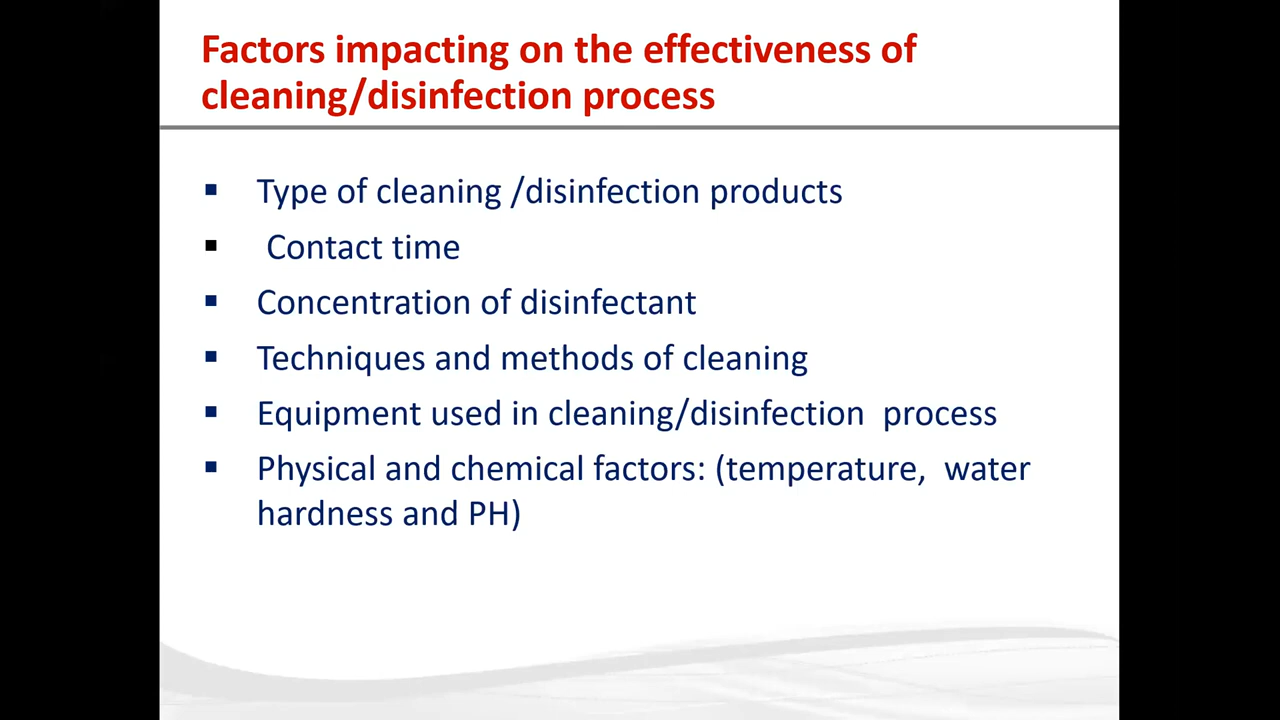 Factors impacting on the effectiveness of
cleaning/disinfection process
▪ Type of cleaning /disinfection products
▪ Contact time
▪ Concentration of disinfectant
▪ Techniques and methods of cleaning
▪ Equipment used in cleaning/disinfection process
▪ Physical and chemical factors: (temperature, water
hardness and PH)